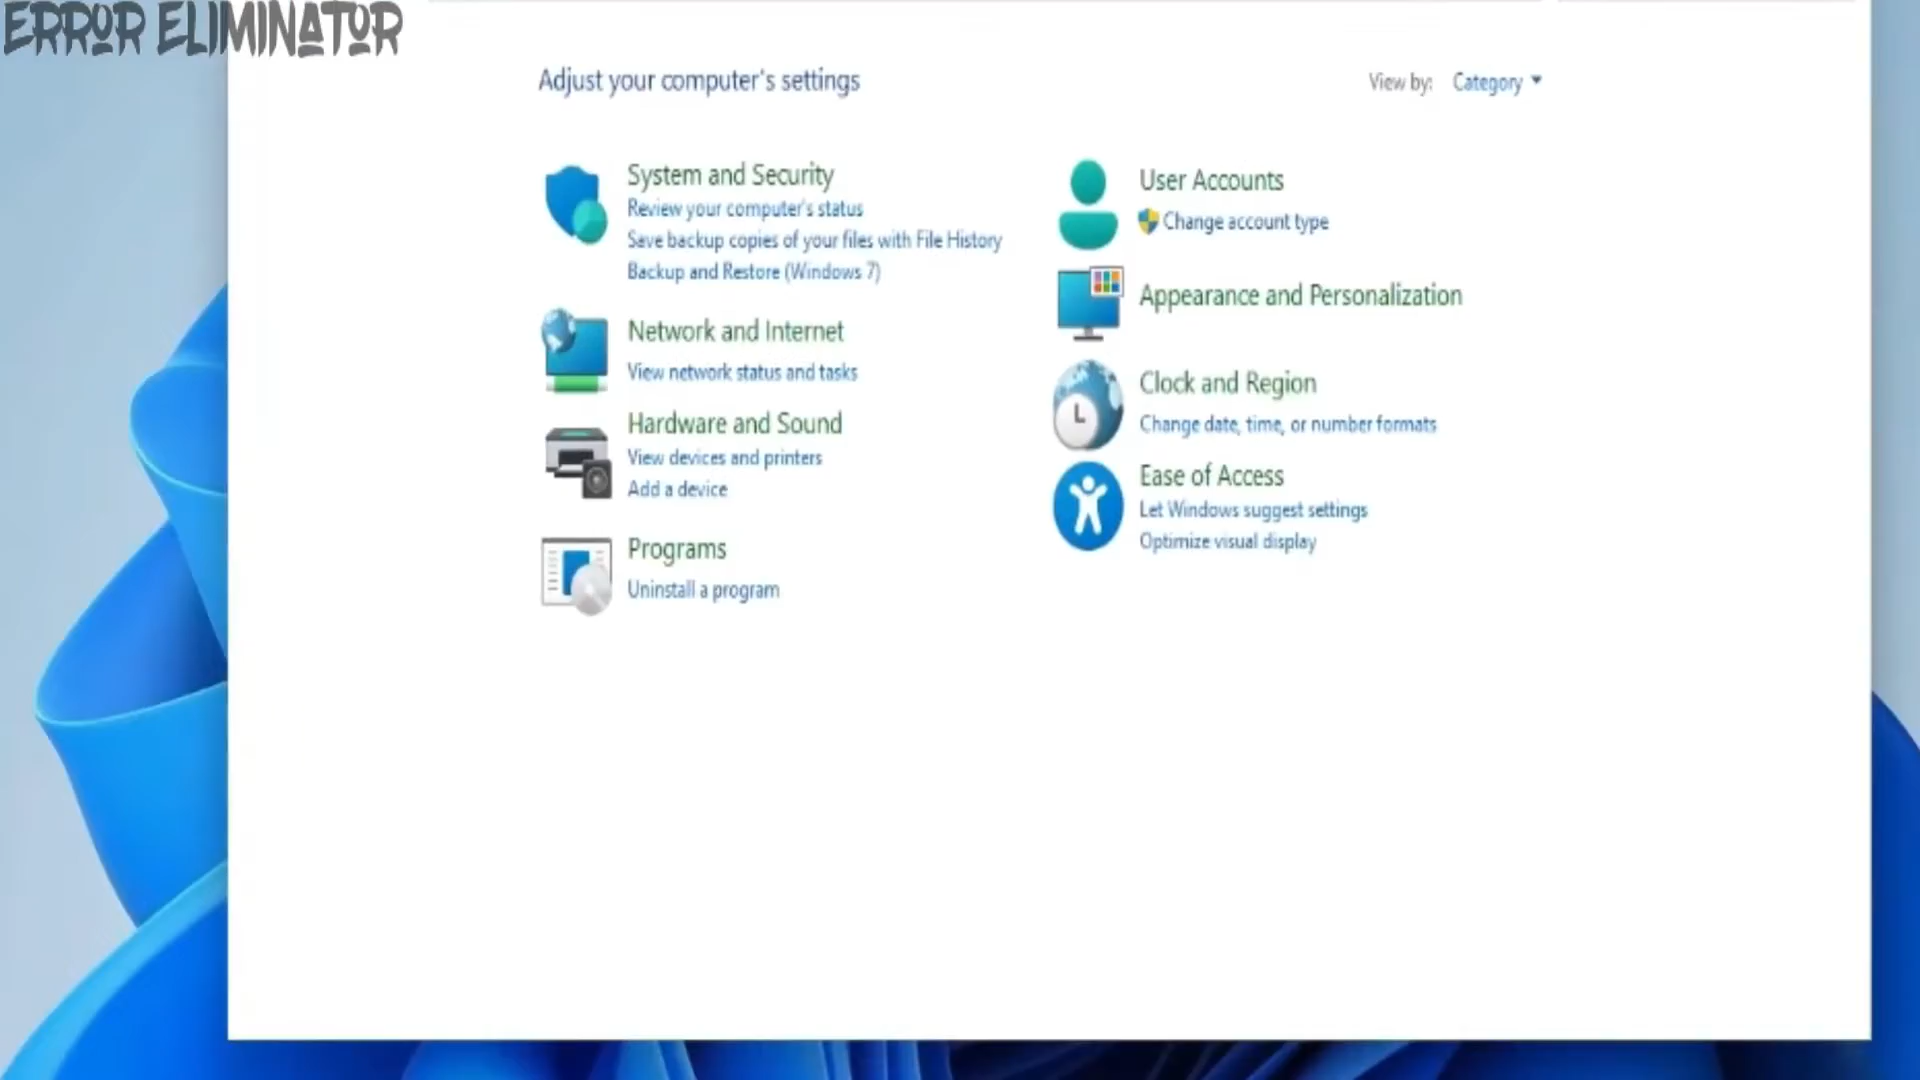 ERROR ELIMINATOR
Adjust your computer's settings
View by: Category
System and Security
Review your computer's status
Save backup copies of your files with File History
Backup and Restore (Windows 7)
Network and Internet
View network status and tasks
Hardware and Sound
View devices and printers
Add a device
Programs
Uninstall a program
User Accounts
Change account type
Appearance and Personalization
Clock and Region
Change date, time, or number formats
Ease of Access
Let Windows suggest settings
Optimize visual display